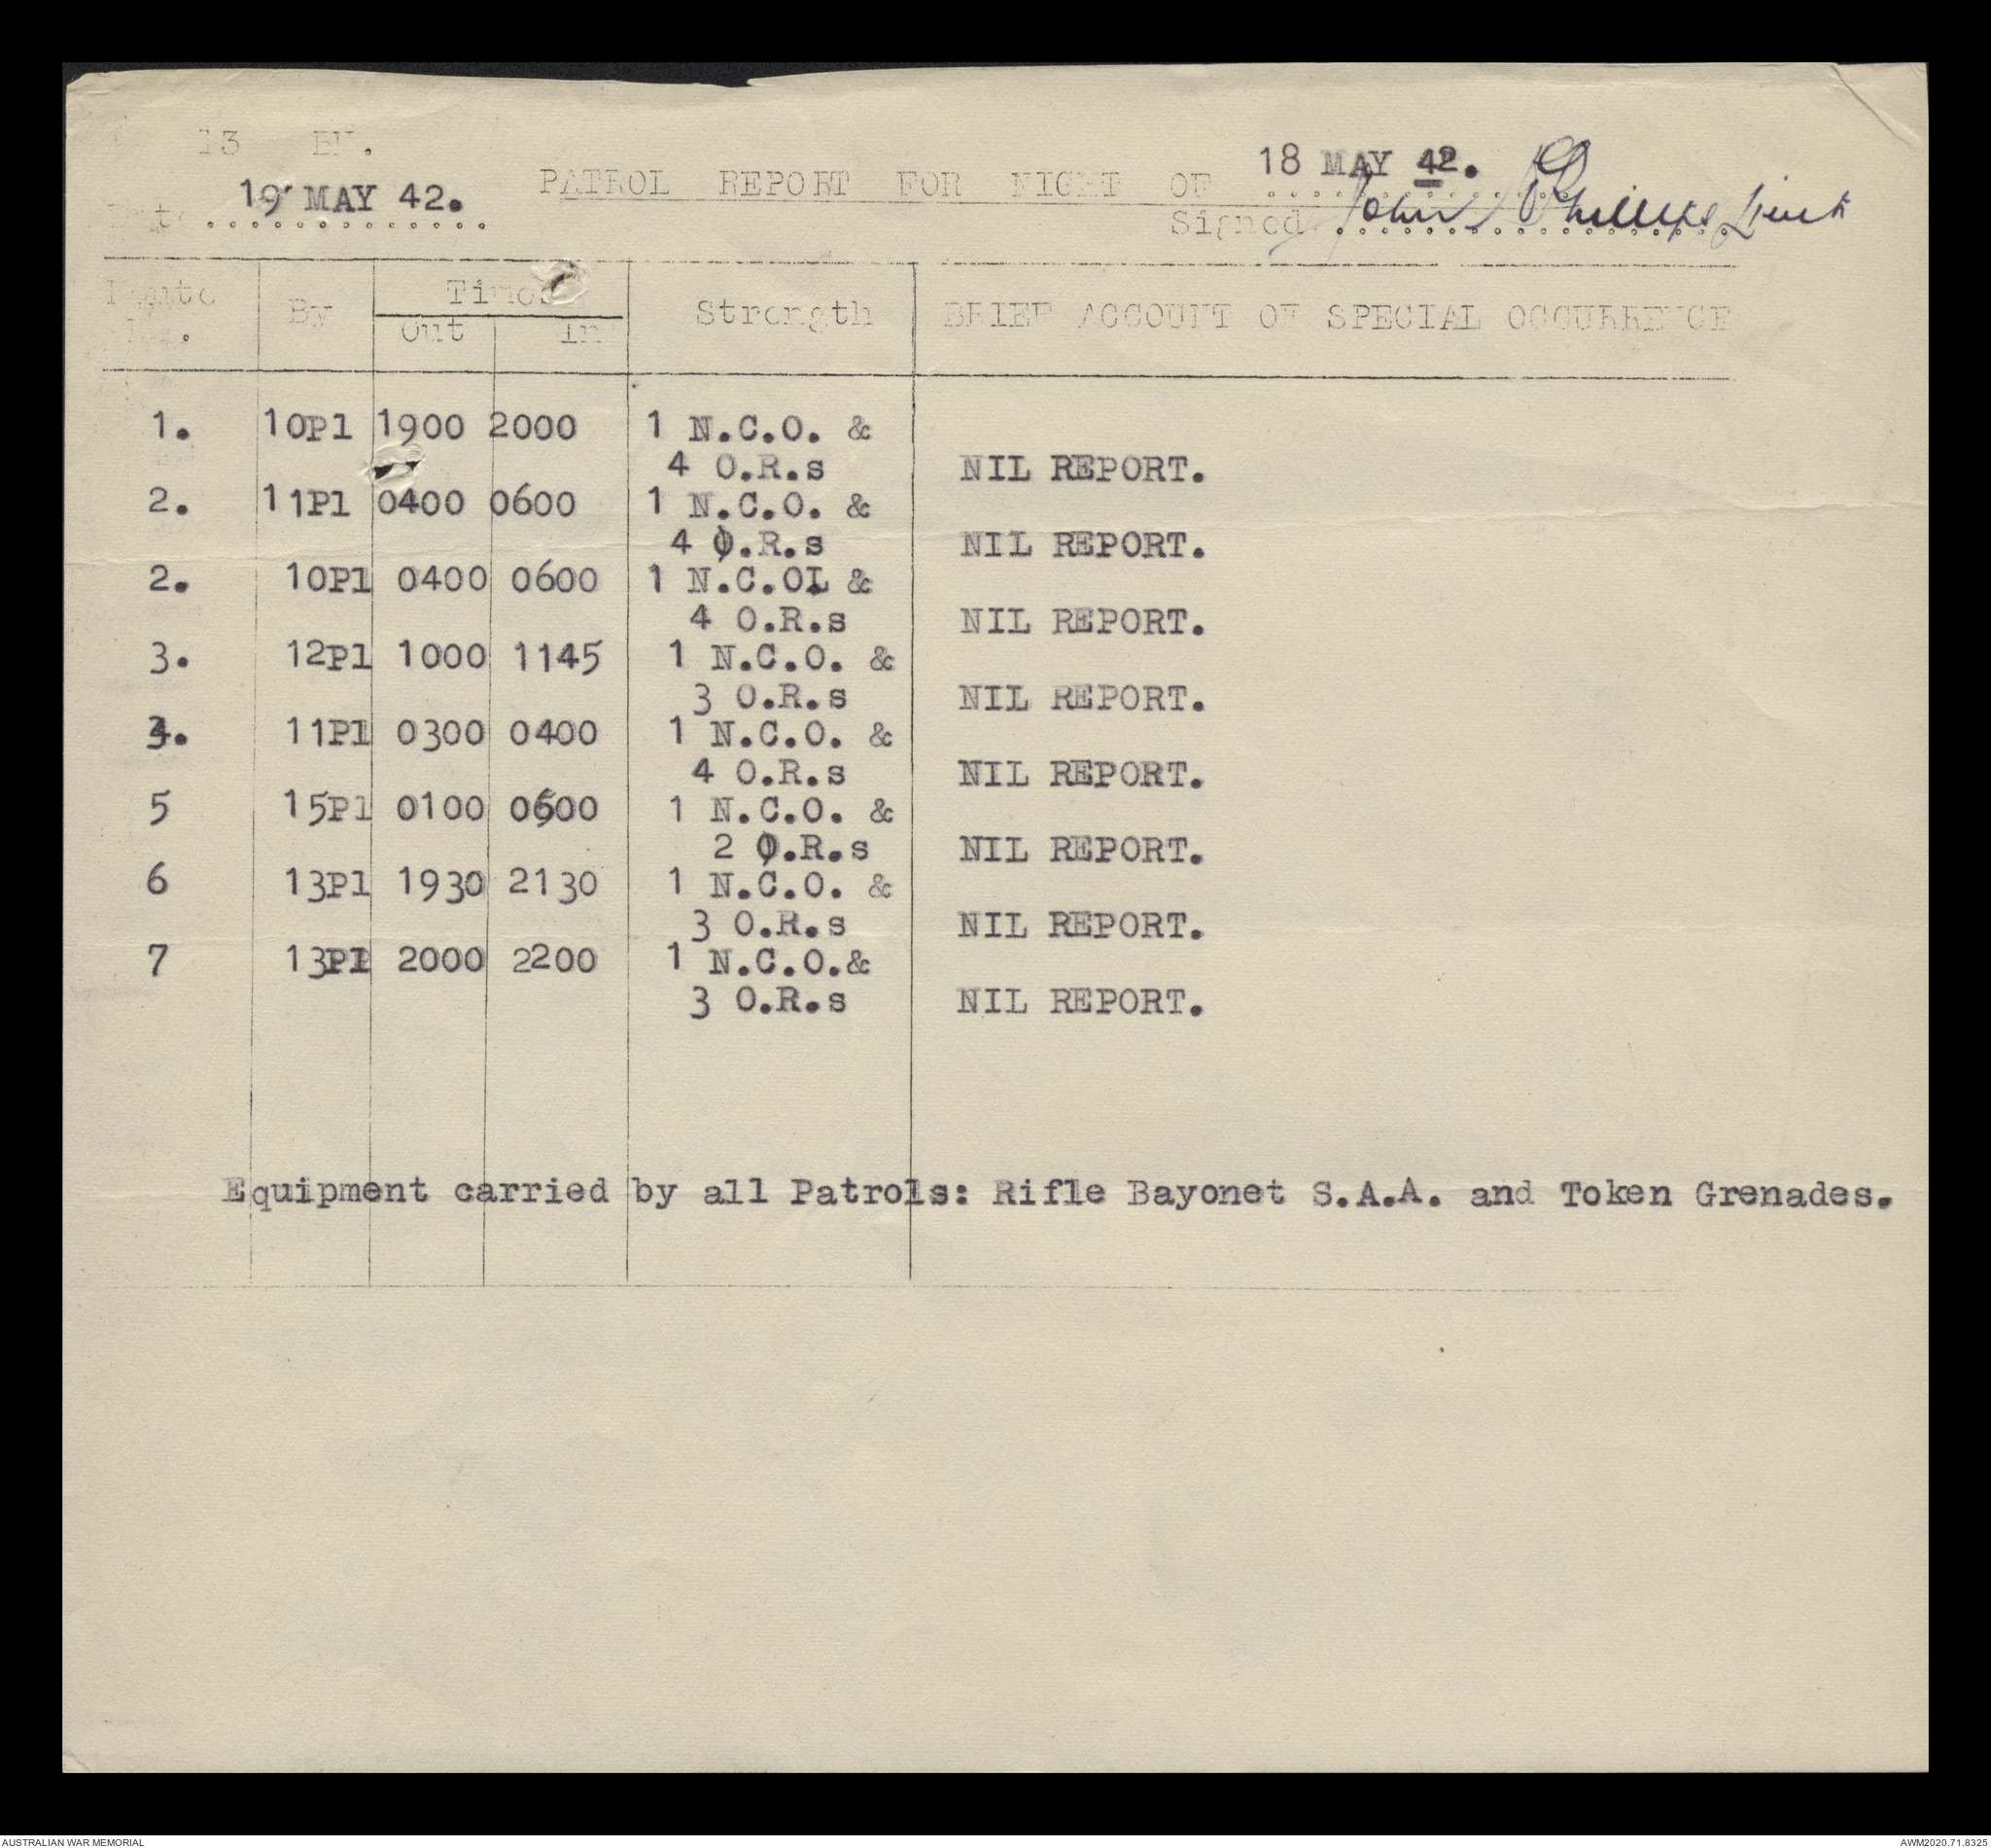 13 BN.
18 MAY 42.
19 MAY 42.
PATROL REPORT FOR NIGHT OF
Date
Signed John Phillips Lieut
Route By Times Strength BRIEF ACCOUNT OF SPECIAL OCCURRENCE
No. Out In
1. 10Pl 1900 2000 1 N.C.O. &
4 O.R.s NIL REPORT.
2. 11Pl 0400 0600 1 N.C.O. &
4 O.R.s NIL REPORT.
2. 10Pl 0400 0600 1 N.C.OL &
4 O.R.s NIL REPORT.
3. 12Pl 1000 1145 1 N.C.O. &
3 O.R.s NIL REPORT.
11Pl 0300 0400 1 N.C.O. &
4 O.R.s NIL REPORT.
5 15Pl 0100 1 N.C.O. &
2 O.R.s NIL REPORT.
6 13Pl 1930 2130 1 N.C.O. &
3 O.R.s NIL REPORT.
7 13Pl 2000 2200 1 N.C.O.&
3 O.R.s NIL REPORT.
Equipment carried by all Patrols: Rifle Bayonet S.A.A. and Token Grenades.
AUSTRALIAN WAR MEMORIAL AWM2020.71.8325